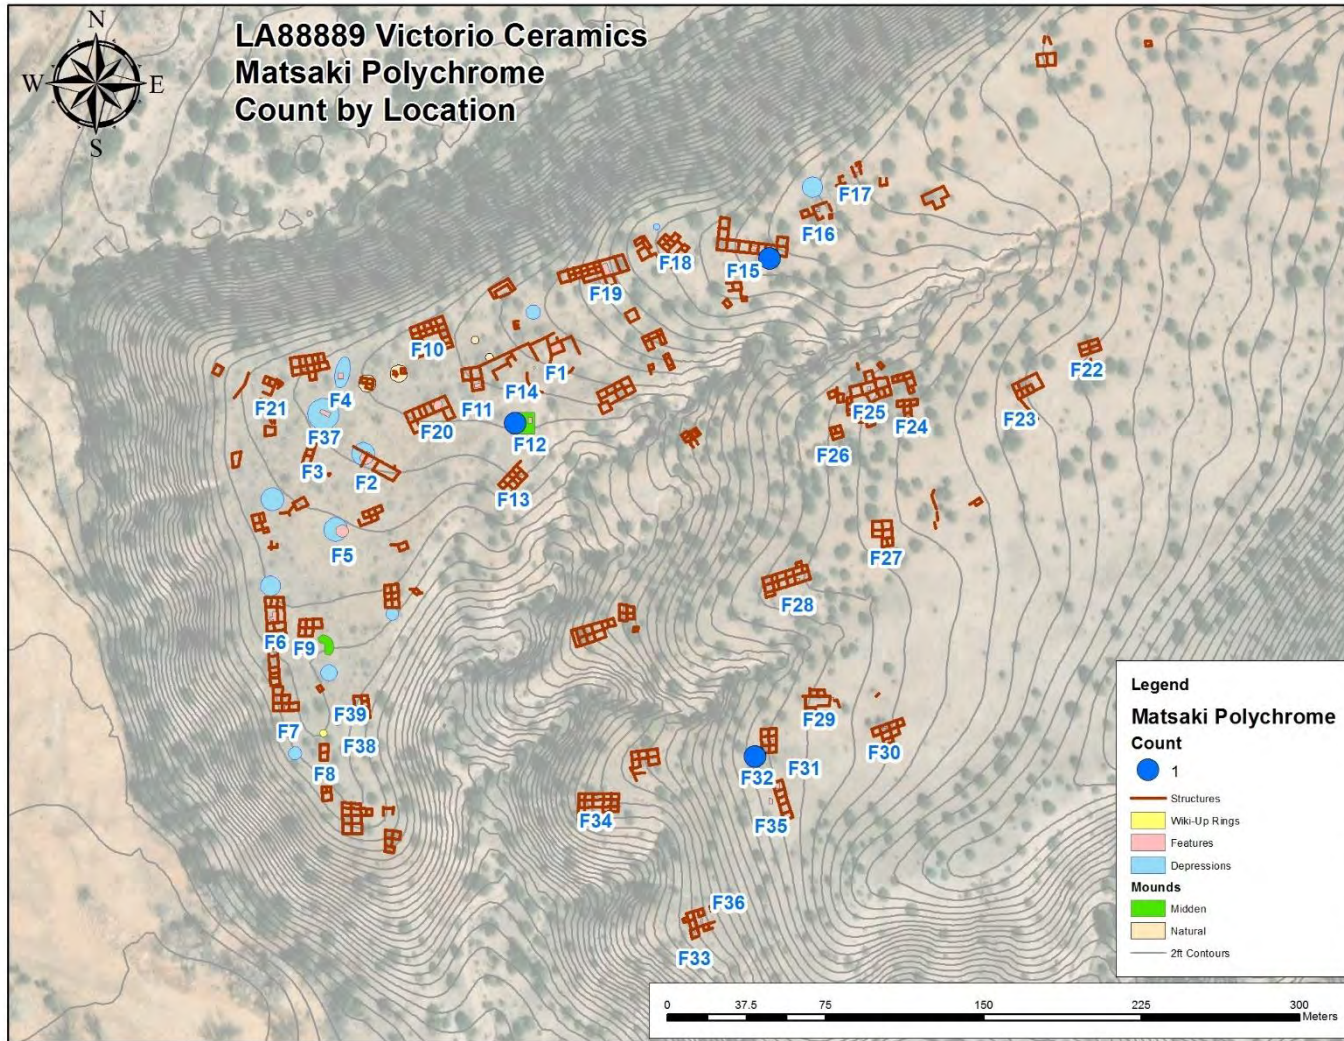 N
W
E
S
LA88889 Victorio Ceramics
Matsaki Polychrome
Count by Location
F17
F16
F18
F15
F19
F10
F1
F22
F4
F21
F11
F14
F25
F24
F23
F37
F20
F12
F26
F3
F2
F13
F5
F27
F28
F6
F9
F39
F29
F7
F38
F30
F8
F32
F31
F34
F35
F36
F33
Legend
Matsaki Polychrome
Count
1
Structures
Wiki-Up Rings
Features
Depressions
Mounds
Midden
Natural
2ft Contours
0 37.5 75 150 225 300
Meters